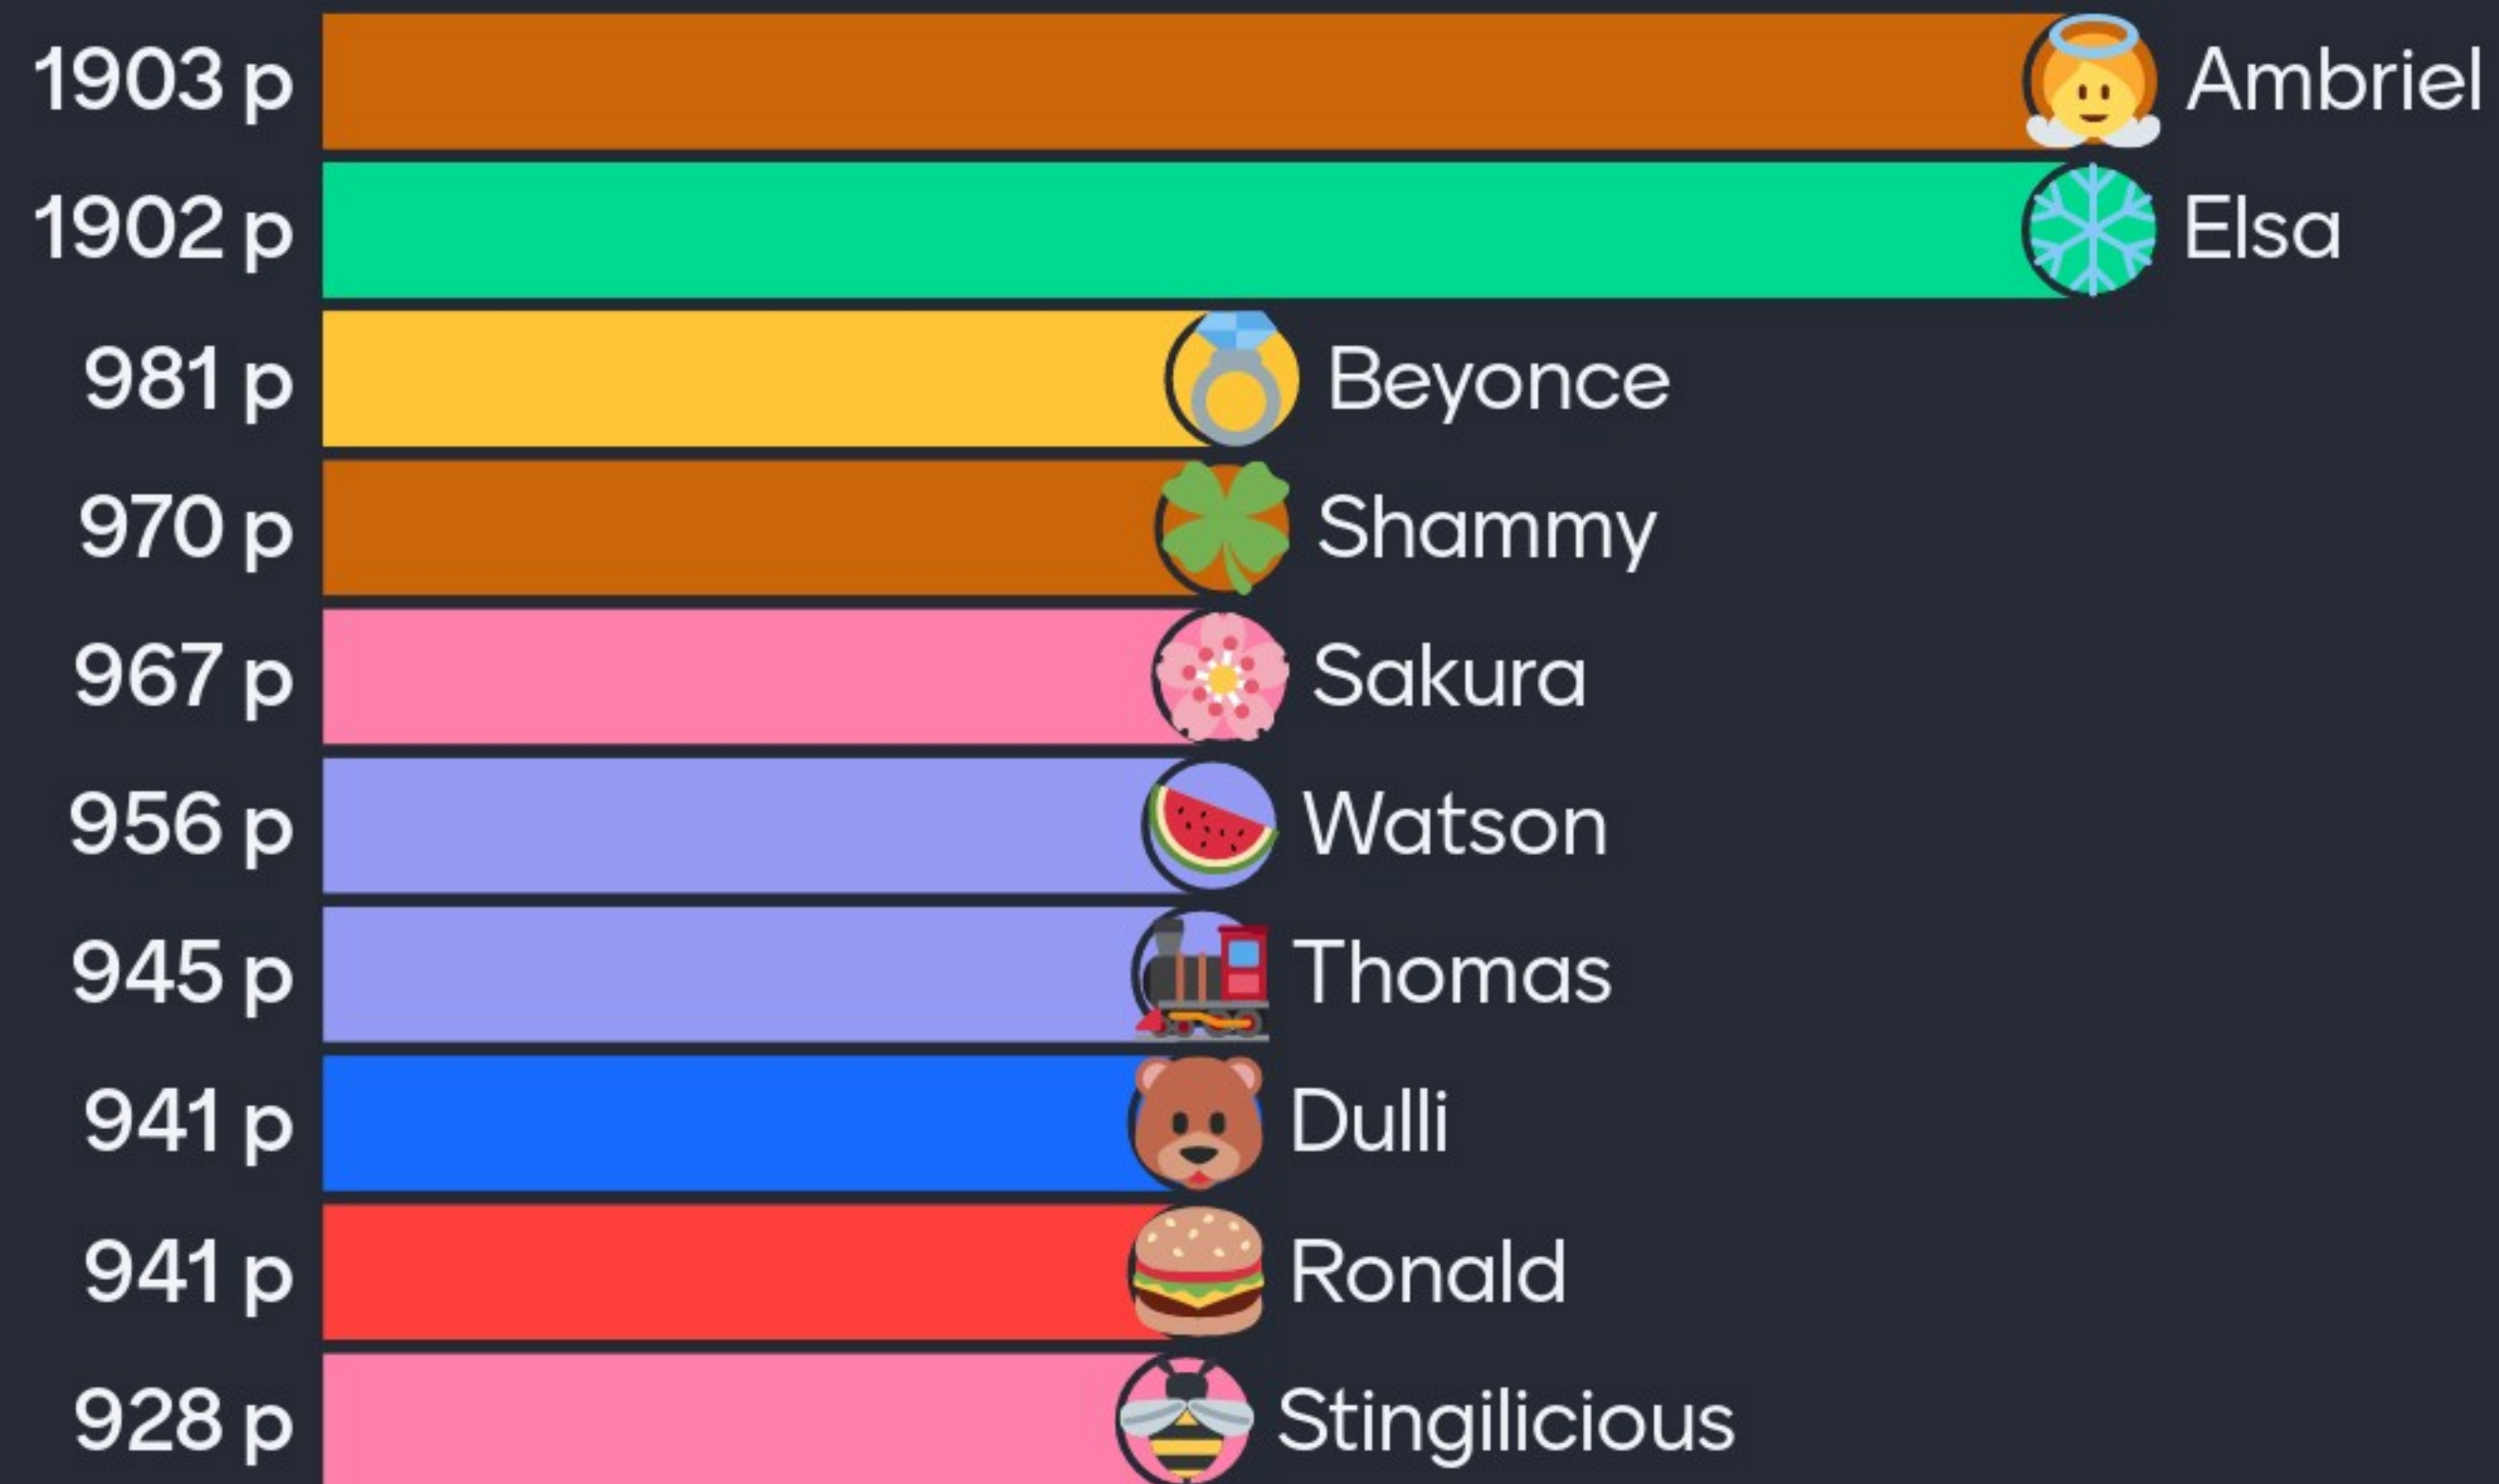 1903 p Ambriel
1902 p Elsa
981 p Beyonce
970 p Shammy
967 p Sakura
956 p Watson
945 p Thomas
941 p Dulli
941 p Ronald
928 p Stingilicious